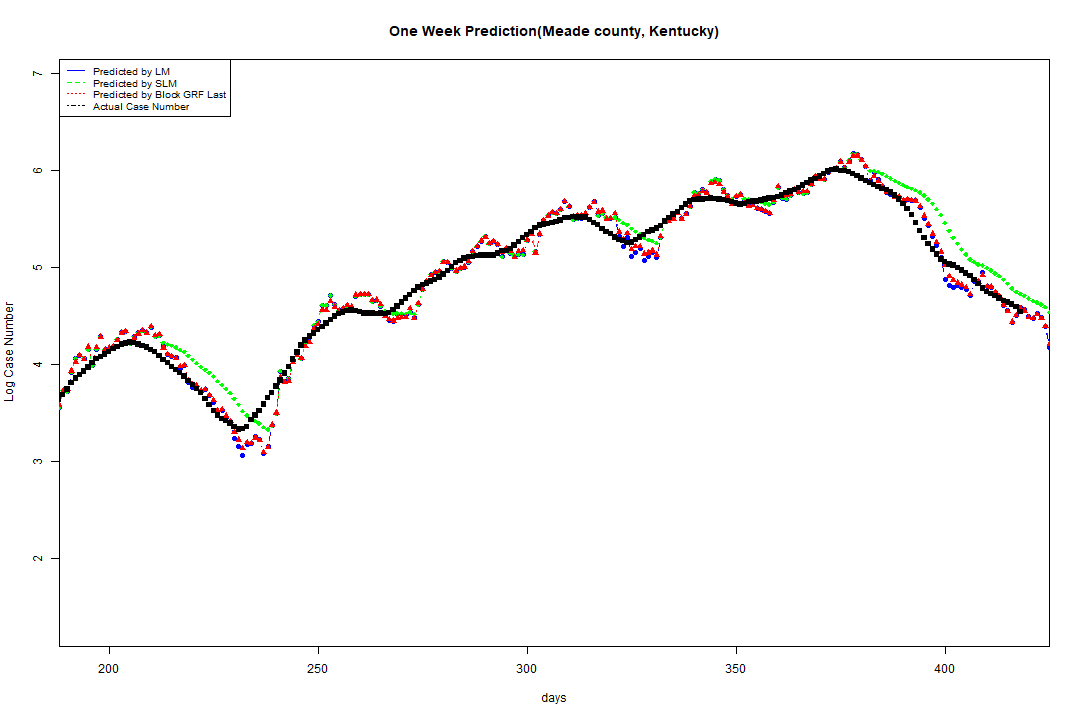 One Week Prediction(Meade county, Kentucky)
Predicted by LM
Predicted by SLM
Predicted by Block GRF Last
Actual Case Number
7
6
5
4
3
2
Log Case Number
200 250 300 350 400
days